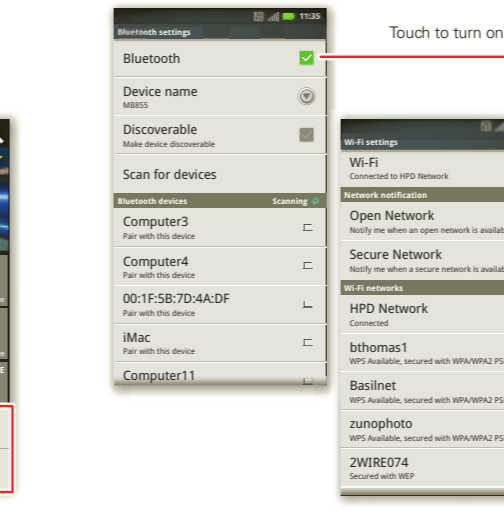 11:35
Bluetooth settings
Bluetooth
Device name
MB855
Discoverable
Make device discoverable
Scan for devices
Bluetooth devices Scanning
Computer3
Pair with this device
Computer4
Pair with this device
00:1F:5B:7D:4A:DF
Pair with this device
iMac
Pair with this device
Computer11
Touch to turn on
Wi-Fi settings
Wi-Fi
Connected to HPD Network
Network notification
Open Network
Notify me when an open network is availab
Secure Network
Notify me when a secure network is availab
Wi-Fi networks
HPD Network
Connected
bthomas1
WPS Available, secured with WPA/WPA2 PS
Basilnet
WPS Available, secured with WPA/WPA2 PS
zunophoto
WPS Available, secured with WPA/WPA2 PS
2WIRE074
Secured with WEP